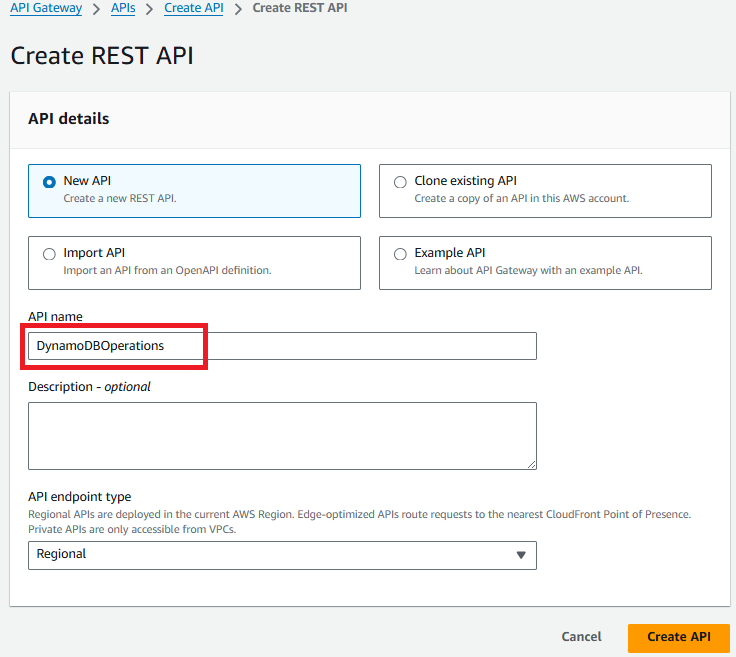 API Gateway > APIs > Create API > Create REST API
Create REST API
API details
New API
Create a new REST API.
Clone existing API
Create a copy of an API in this AWS account.
Import API
Import an API from an OpenAPI definition.
Example API
Learn about API Gateway with an example API.
API name
DynamoDBOperations
Description - optional
API endpoint type
Regional APIs are deployed in the current AWS Region. Edge-optimized APIs route requests to the nearest CloudFront Point of Presence.
Private APIs are only accessible from VPCs.
Regional
Cancel
Create API